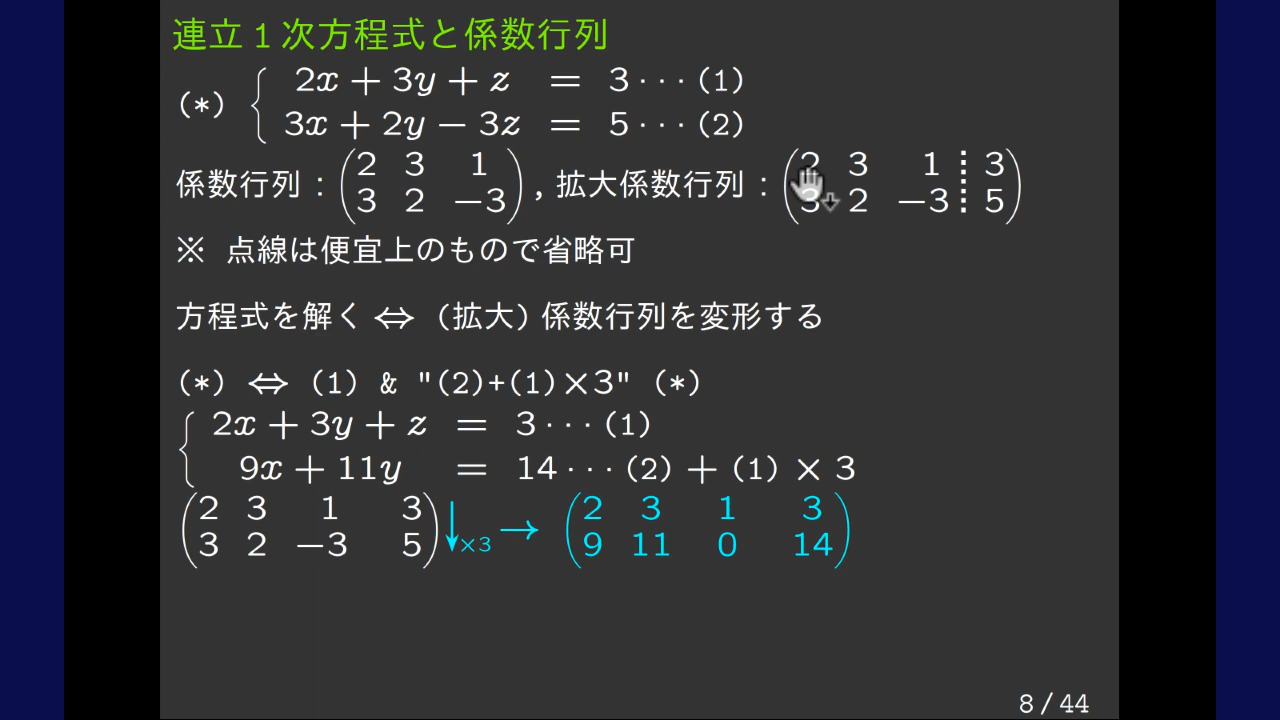 連立1次方程式と係数行列
(*) { 2x + 3y + z = 3 ··· (1)
3x + 2y − 3z = 5 ··· (2)
係数行列 : (2 3 1 / 3 2 −3) , 拡大係数行列 : (2 3 1 ⋮ 3 / 3 2 −3 ⋮ 5)
※ 点線は便宜上のもので省略可
方程式を解く ⇔ (拡大) 係数行列を変形する
(*) ⇔ (1) & "(2)+(1)×3" (*)
{ 2x + 3y + z = 3 ··· (1)
9x + 11y = 14 ··· (2) + (1) × 3
(2 3 1 3 / 3 2 −3 5) ↓×3 → (2 3 1 3 / 9 11 0 14)
8 / 44